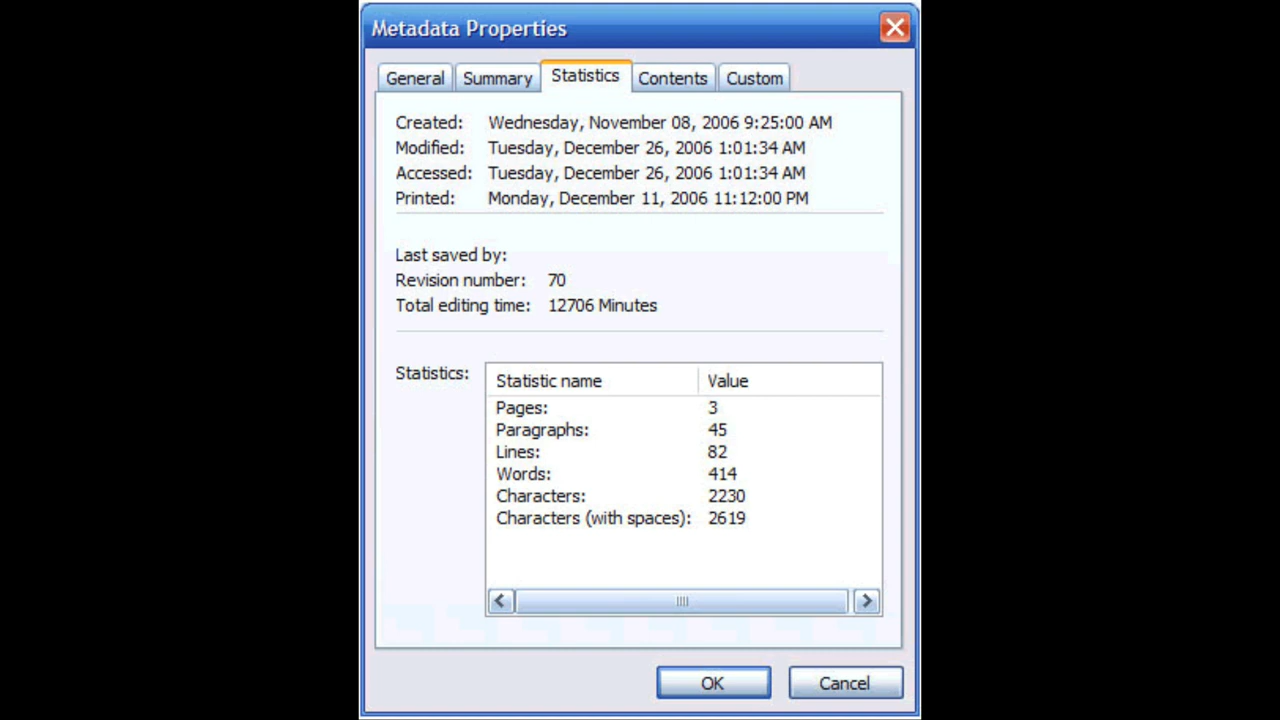 Metadata Properties
General Summary Statistics Contents Custom
Created: Wednesday, November 08, 2006 9:25:00 AM
Modified: Tuesday, December 26, 2006 1:01:34 AM
Accessed: Tuesday, December 26, 2006 1:01:34 AM
Printed: Monday, December 11, 2006 11:12:00 PM
Last saved by:
Revision number: 70
Total editing time: 12706 Minutes
Statistics:
Statistic name Value
Pages: 3
Paragraphs: 45
Lines: 82
Words: 414
Characters: 2230
Characters (with spaces): 2619
OK Cancel